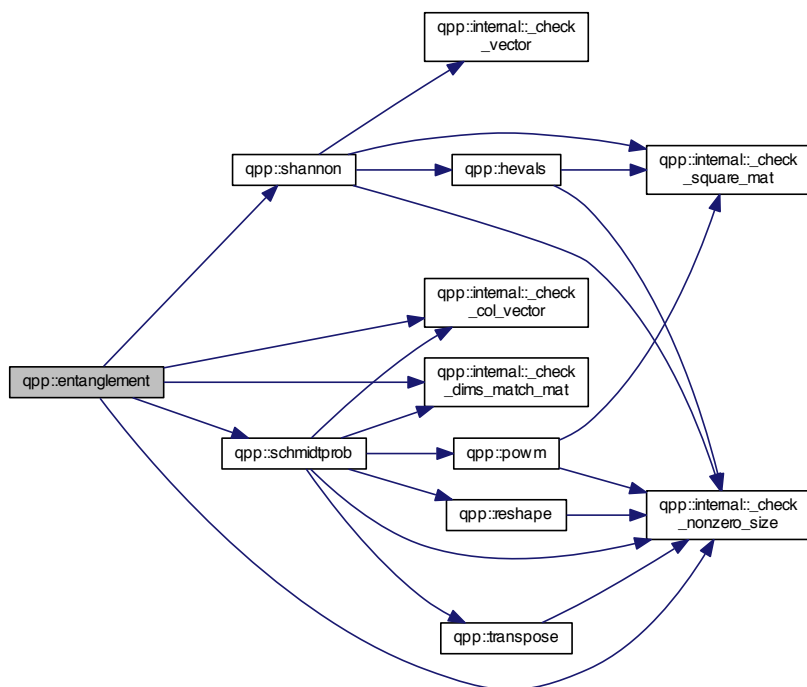 qpp::internal::_check
_vector
qpp::shannon
qpp::hevals
qpp::internal::_check
_square_mat
qpp::internal::_check
_col_vector
qpp::entanglement
qpp::internal::_check
_dims_match_mat
qpp::schmidtprob
qpp::powm
qpp::reshape
qpp::internal::_check
_nonzero_size
qpp::transpose